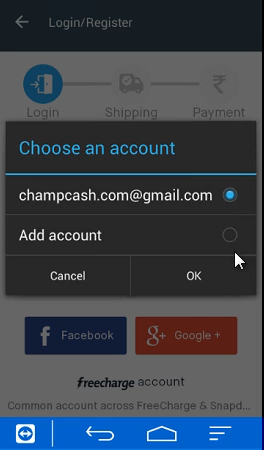 Login/Register
Login Shipping Payment
Choose an account
champcash.com@gmail.com
Add account
Cancel OK
f Facebook g+ Google +
freecharge account
Common account across FreeCharge & Snapd...